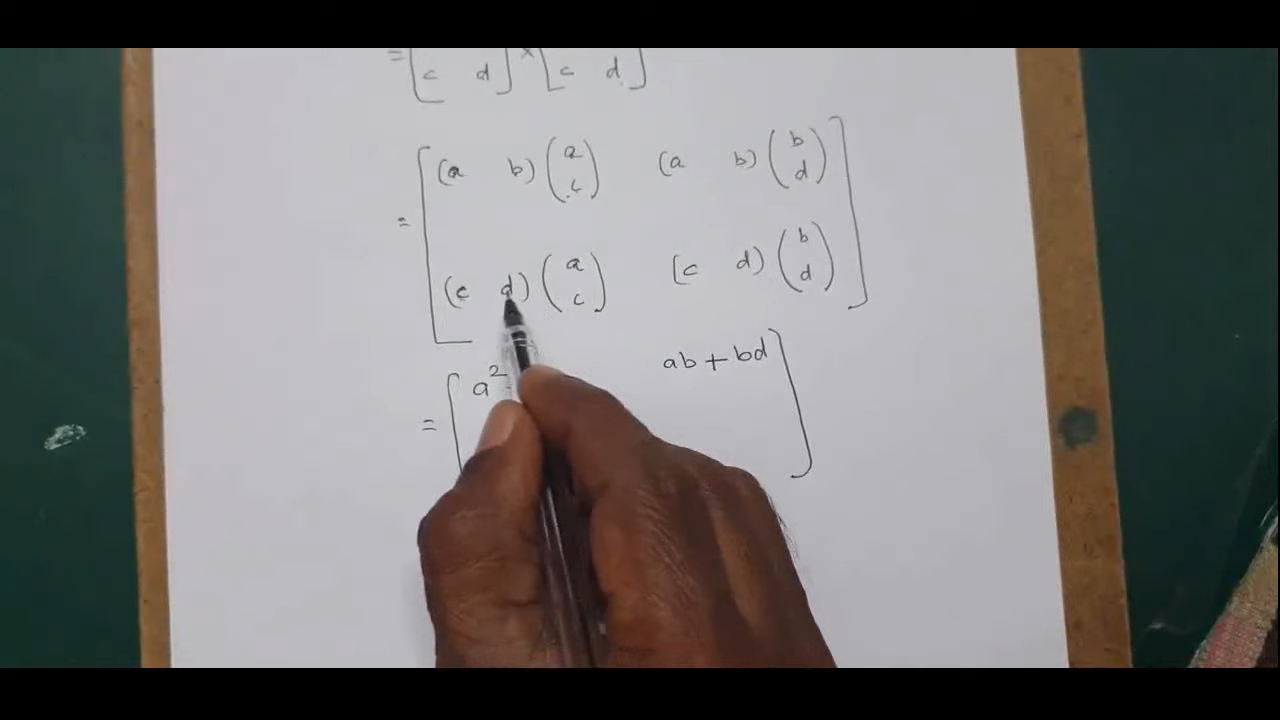 = [ c d ] × [ c d ]
= [ (a b) (a c) (a b) (b d)
(c d) (a c) [c d) (b d) ]
= [ a² ab + bd ]